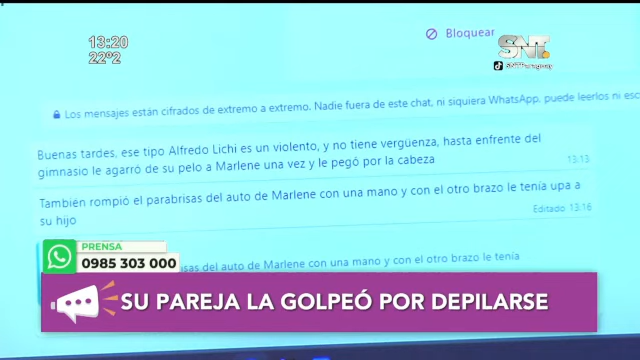 13:20
22°2
Bloquear
SNT
SNTParaguay
Los mensajes están cifrados de extremo a extremo. Nadie fuera de este chat, ni siquiera WhatsApp, puede leerlos ni esc
Buenas tardes, ese tipo Alfredo Lichi es un violento, y no tiene vergüenza, hasta enfrente del
gimnasio le agarró de su pelo a Marlene una vez y le pegó por la cabeza
13:13
También rompió el parabrisas del auto de Marlene con una mano y con el otro brazo le tenía upa a
su hijo
Editado 13:16
PRENSA
0985 303 000
sas del auto de Marlene con una mano y con el otro brazo le tenía
SU PAREJA LA GOLPEÓ POR DEPILARSE